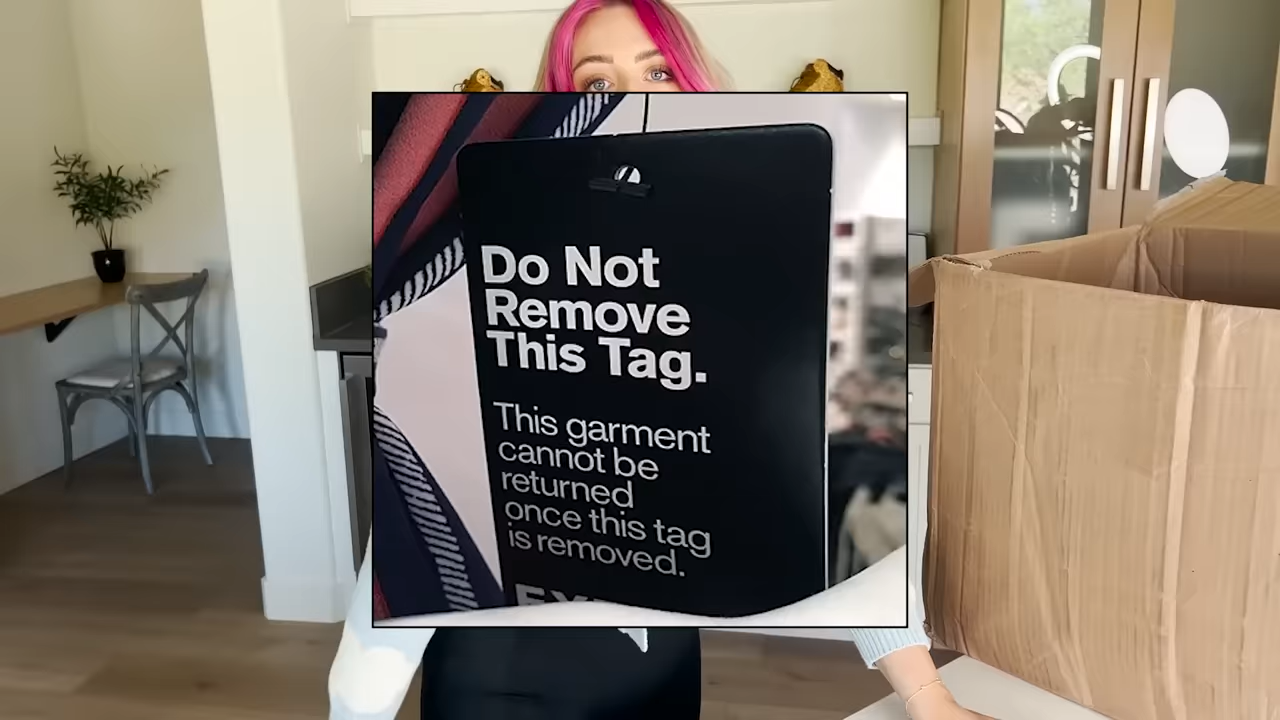 Do Not
Remove
This Tag.
This garment
cannot be
returned
once this tag
is removed.